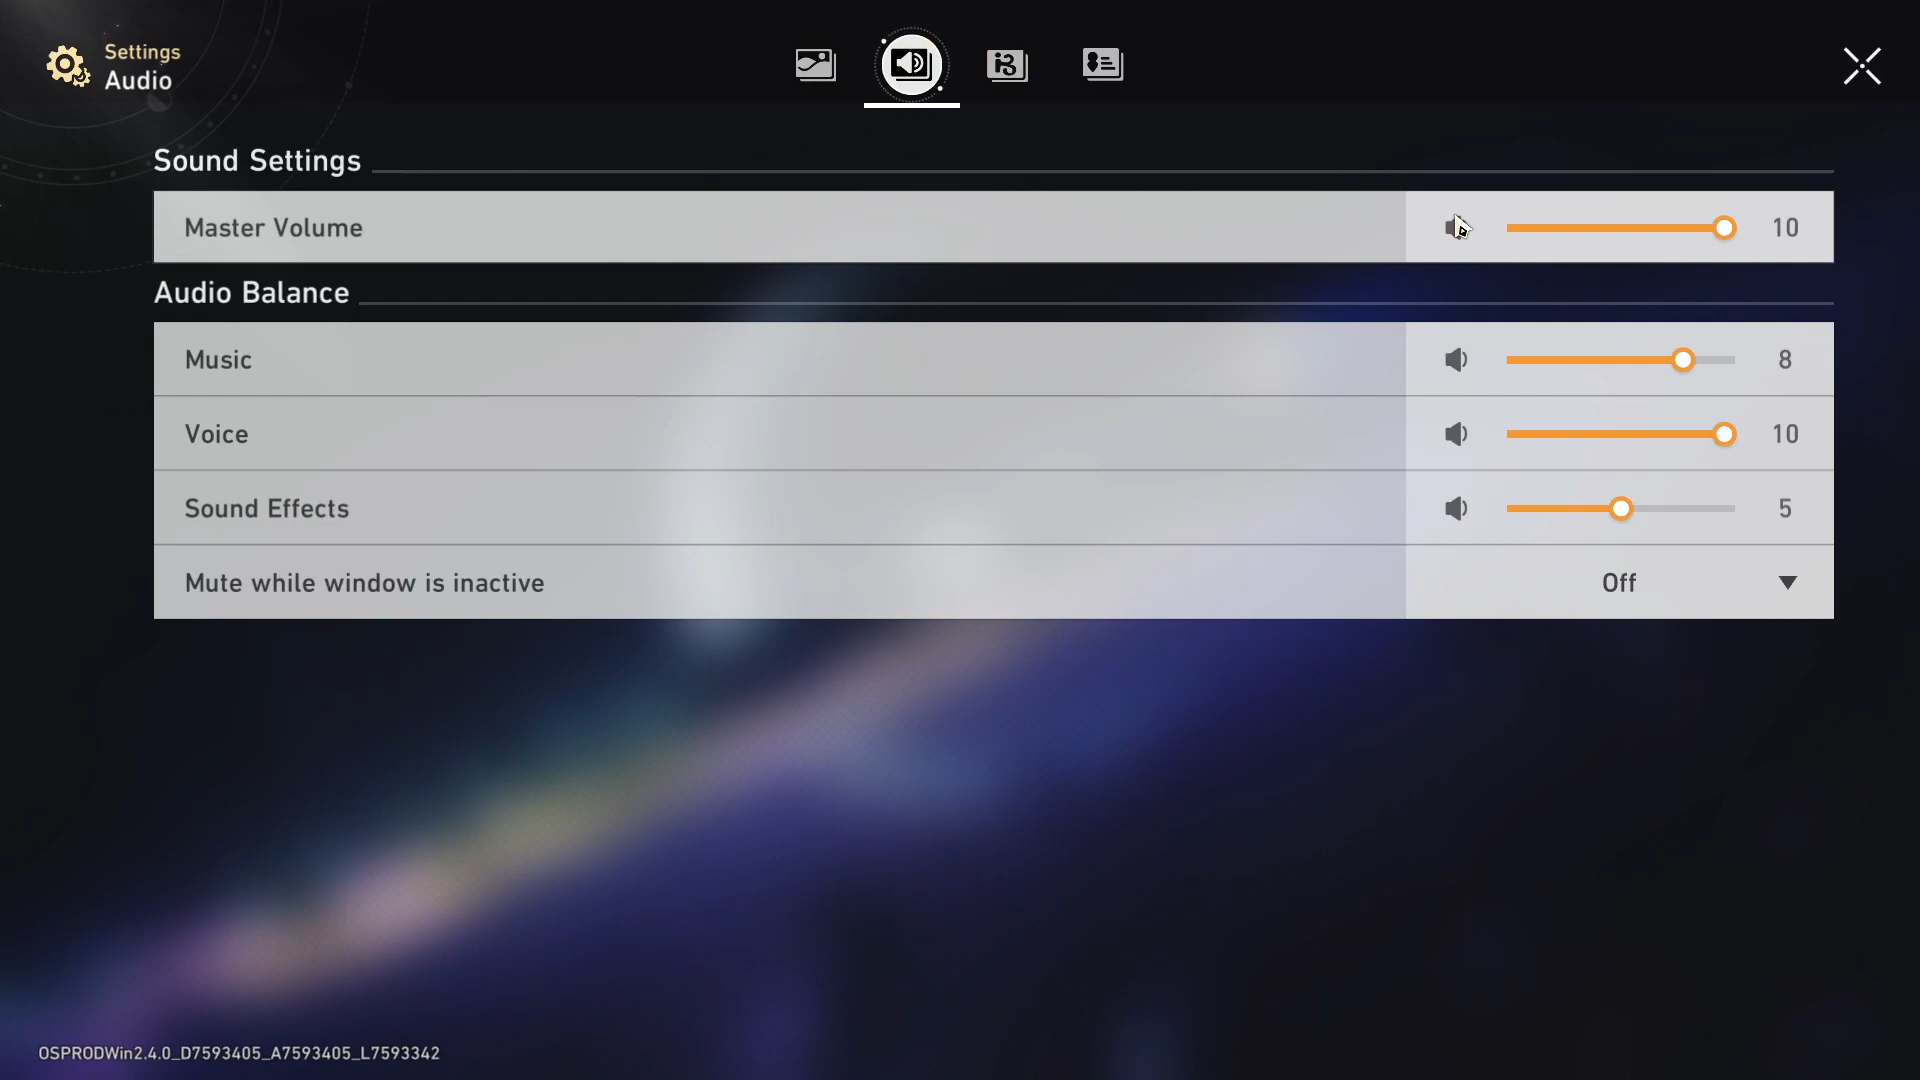 Settings
Audio
Sound Settings
Master Volume
10
Audio Balance
Music
8
Voice
10
Sound Effects
5
Mute while window is inactive
Off
OSPRODWin2.4.0_D7593405_A7593405_L7593342